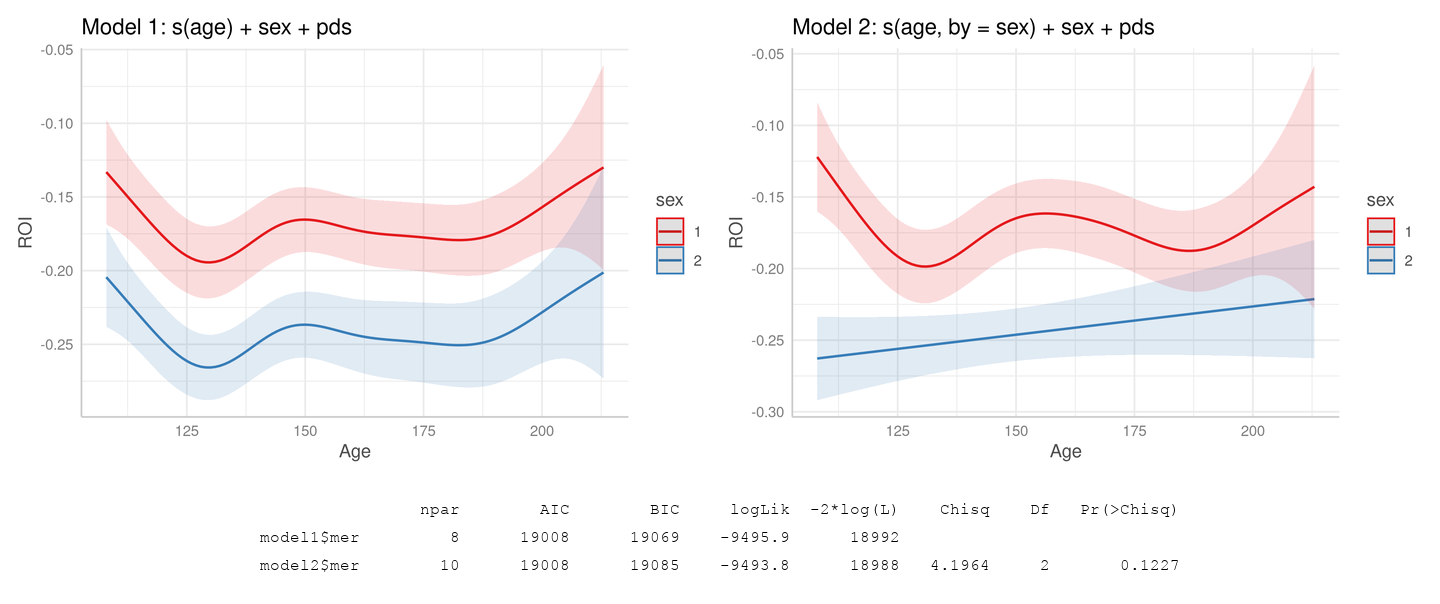 Model 1: s(age) + sex + pds
-0.05
-0.10
-0.15
-0.20
-0.25
ROI
125 150 175 200
Age
sex
1
2
Model 2: s(age, by = sex) + sex + pds
-0.05
-0.10
-0.15
-0.20
-0.25
-0.30
ROI
125 150 175 200
Age
sex
1
2
npar AIC BIC logLik -2*log(L) Chisq Df Pr(>Chisq)
model1$mer 8 19008 19069 -9495.9 18992
model2$mer 10 19008 19085 -9493.8 18988 4.1964 2 0.1227